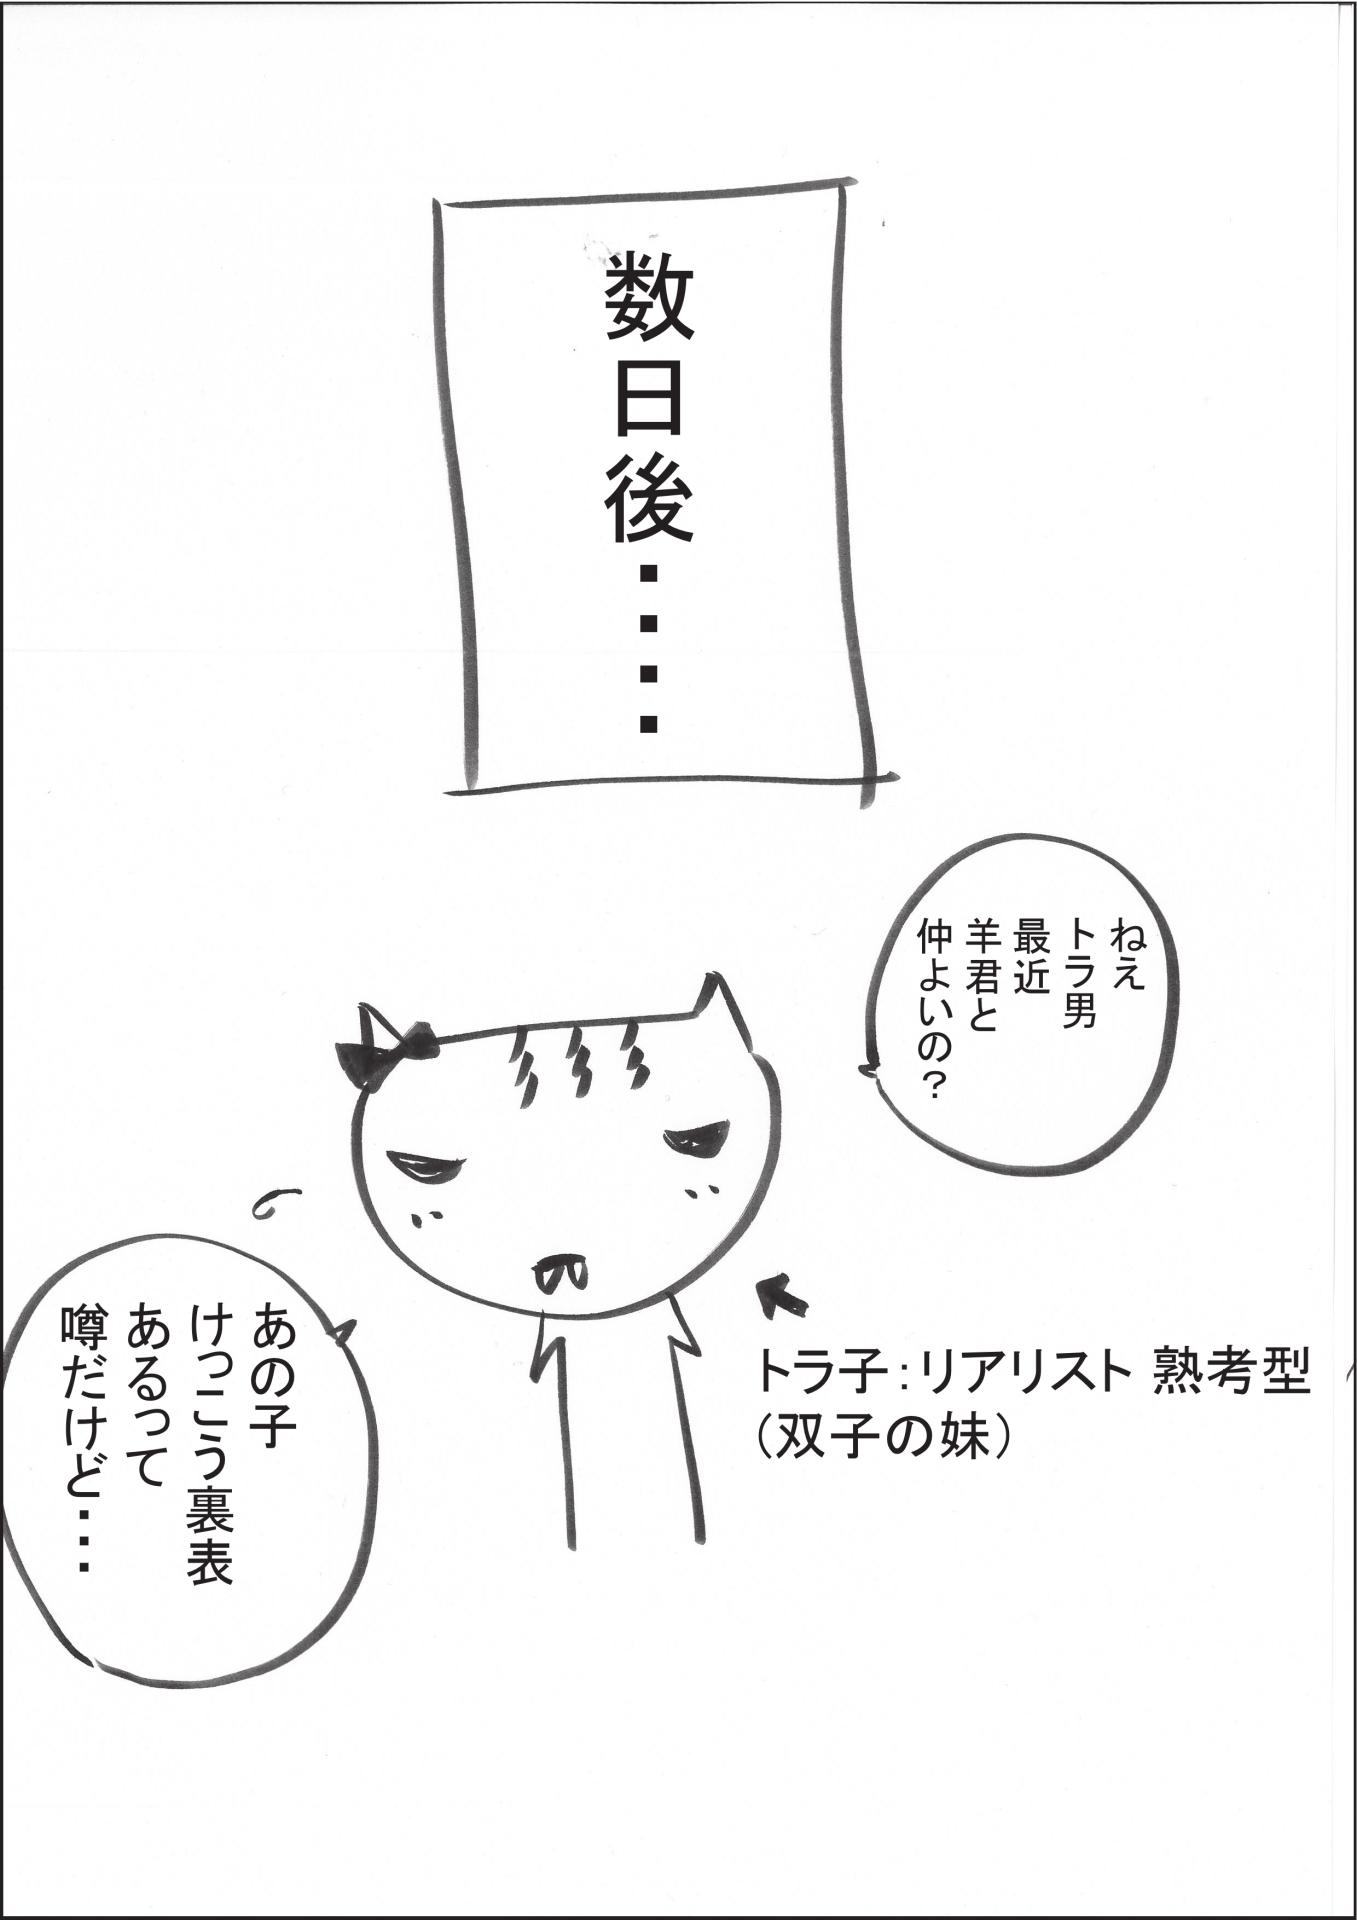 数日後・・・・
ねえ
トラ男
最近
羊君と
仲よいの？
トラ子：リアリスト 熟考型
（双子の妹）
あの子
けっこう裏表
あるって
噂だけど・・・